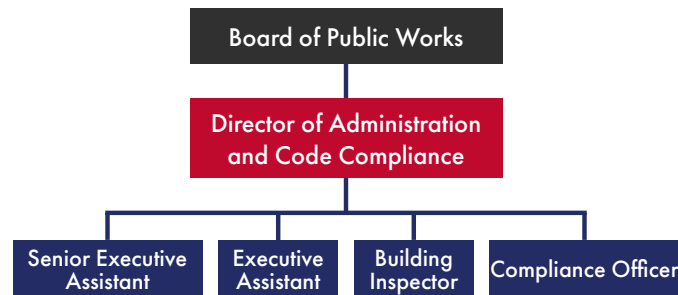 Board of Public Works
Director of Administration
and Code Compliance
Senior Executive
Assistant
Executive
Assistant
Building
Inspector
Compliance Officer